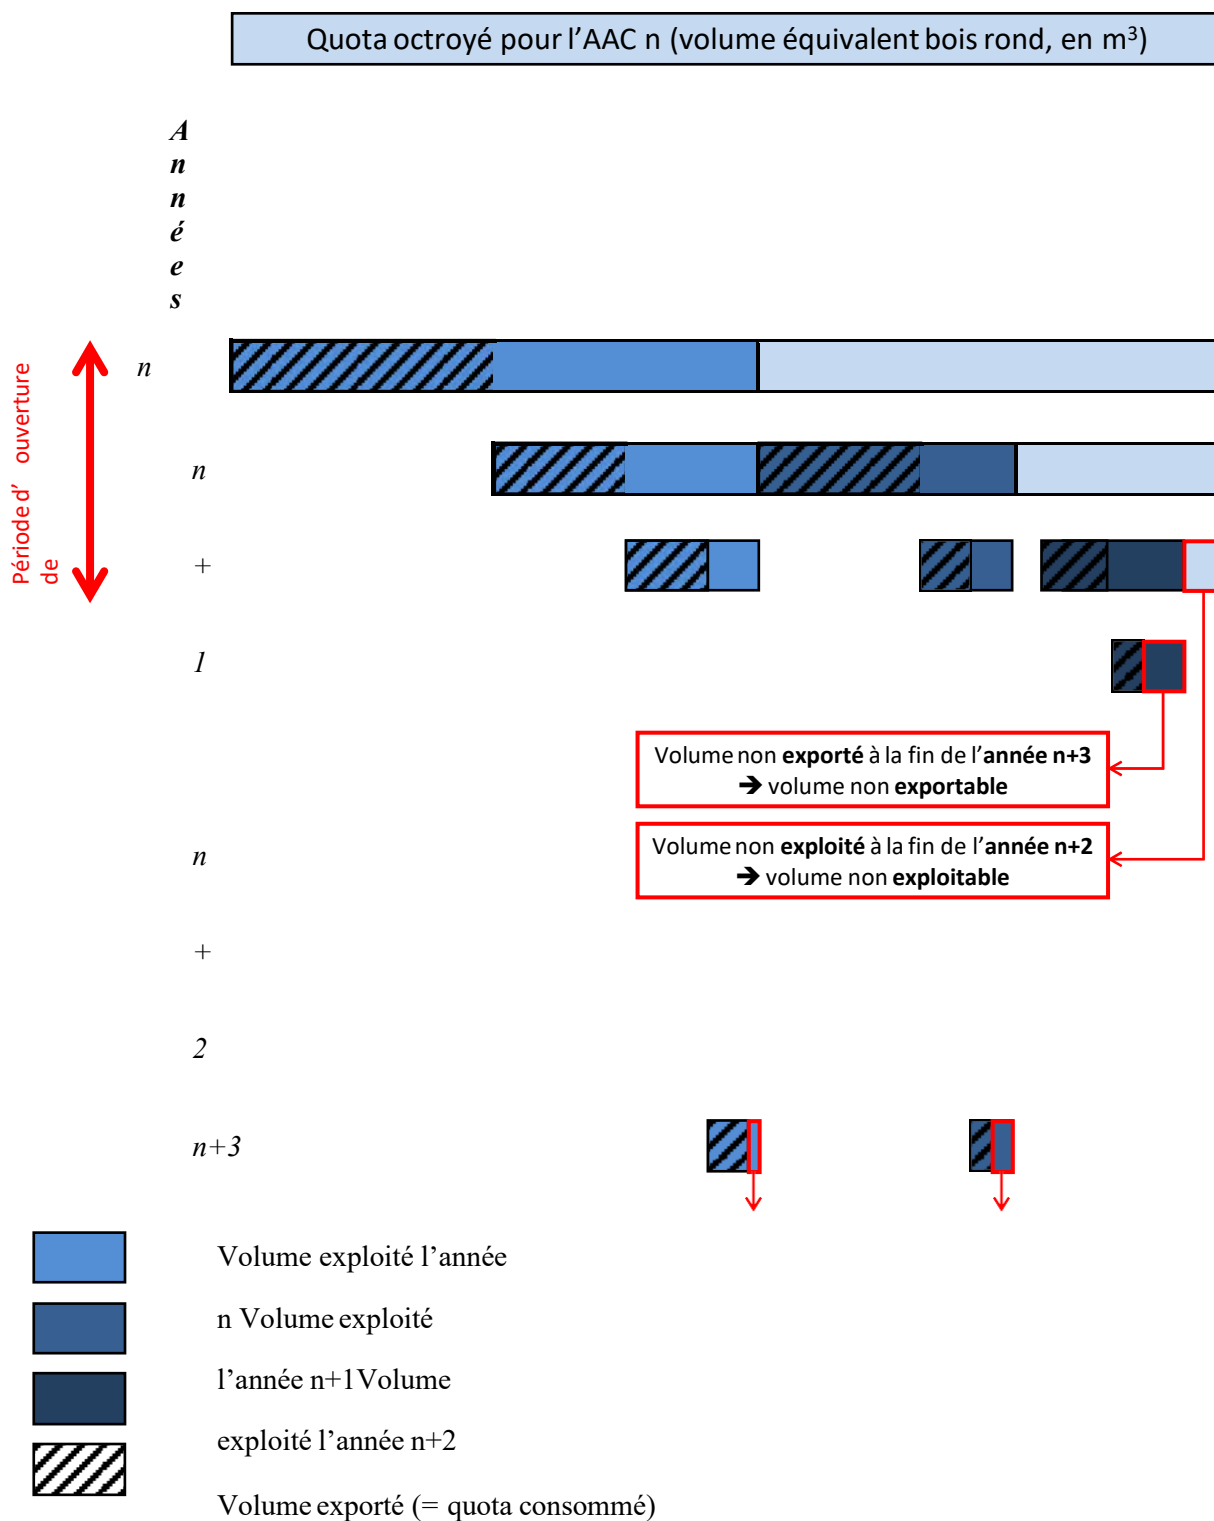 Quota octroyé pour l’AAC n (volume équivalent bois rond, en m³)
A
n
n
é
e
s
Période d’ ouverture
de
n
n
+
1
Volume non exporté à la fin de l’année n+3
➔ volume non exportable
Volume non exploité à la fin de l’année n+2
➔ volume non exploitable
n
+
2
n+3
Volume exploité l’année
n Volume exploité
l’année n+1Volume
exploité l’année n+2
Volume exporté (= quota consommé)